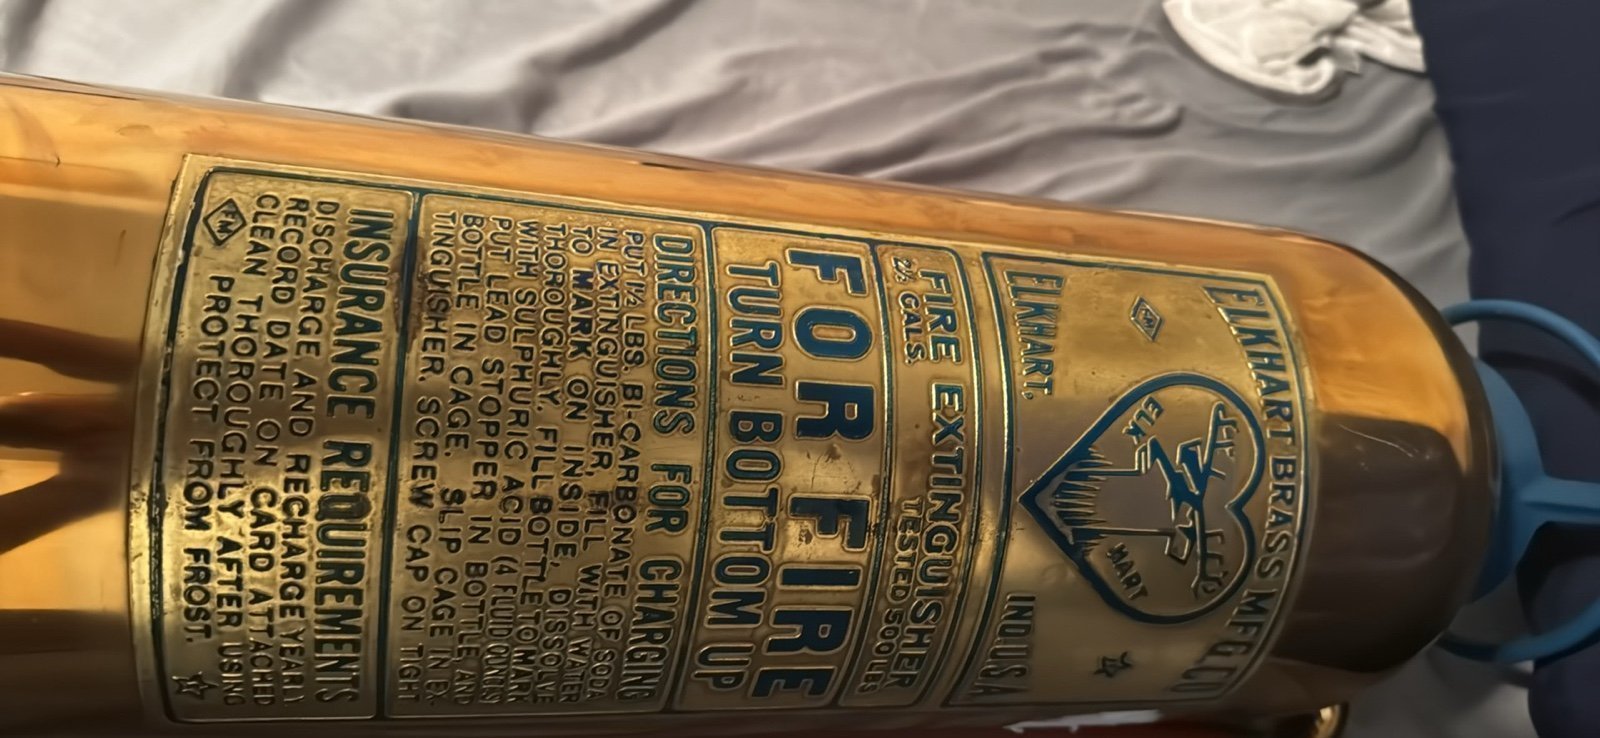 ELKHART BRASS MFG. CO
FM
ELK
HART
ELKHART, IND. U.S.A
FIRE EXTINGUISHER
2½ GALS. TESTED 500 LBS
FOR FIRE
TURN BOTTOM UP
DIRECTIONS FOR CHARGING
PUT 1½ LBS. BI-CARBONATE OF SODA
IN EXTINGUISHER, FILL WITH WATER
TO MARK ON INSIDE, DISSOLVE
THOROUGHLY. FILL BOTTLE TO MARK
WITH SULPHURIC ACID (4 FLUID OUNCES)
PUT LEAD STOPPER IN BOTTLE, AND
BOTTLE IN CAGE. SLIP CAGE IN EX-
TINGUISHER. SCREW CAP ON TIGHT
INSURANCE REQUIREMENTS
DISCHARGE AND RECHARGE YEARLY
RECORD DATE ON CARD ATTACHED
CLEAN THOROUGHLY AFTER USING
FM PROTECT FROM FROST.